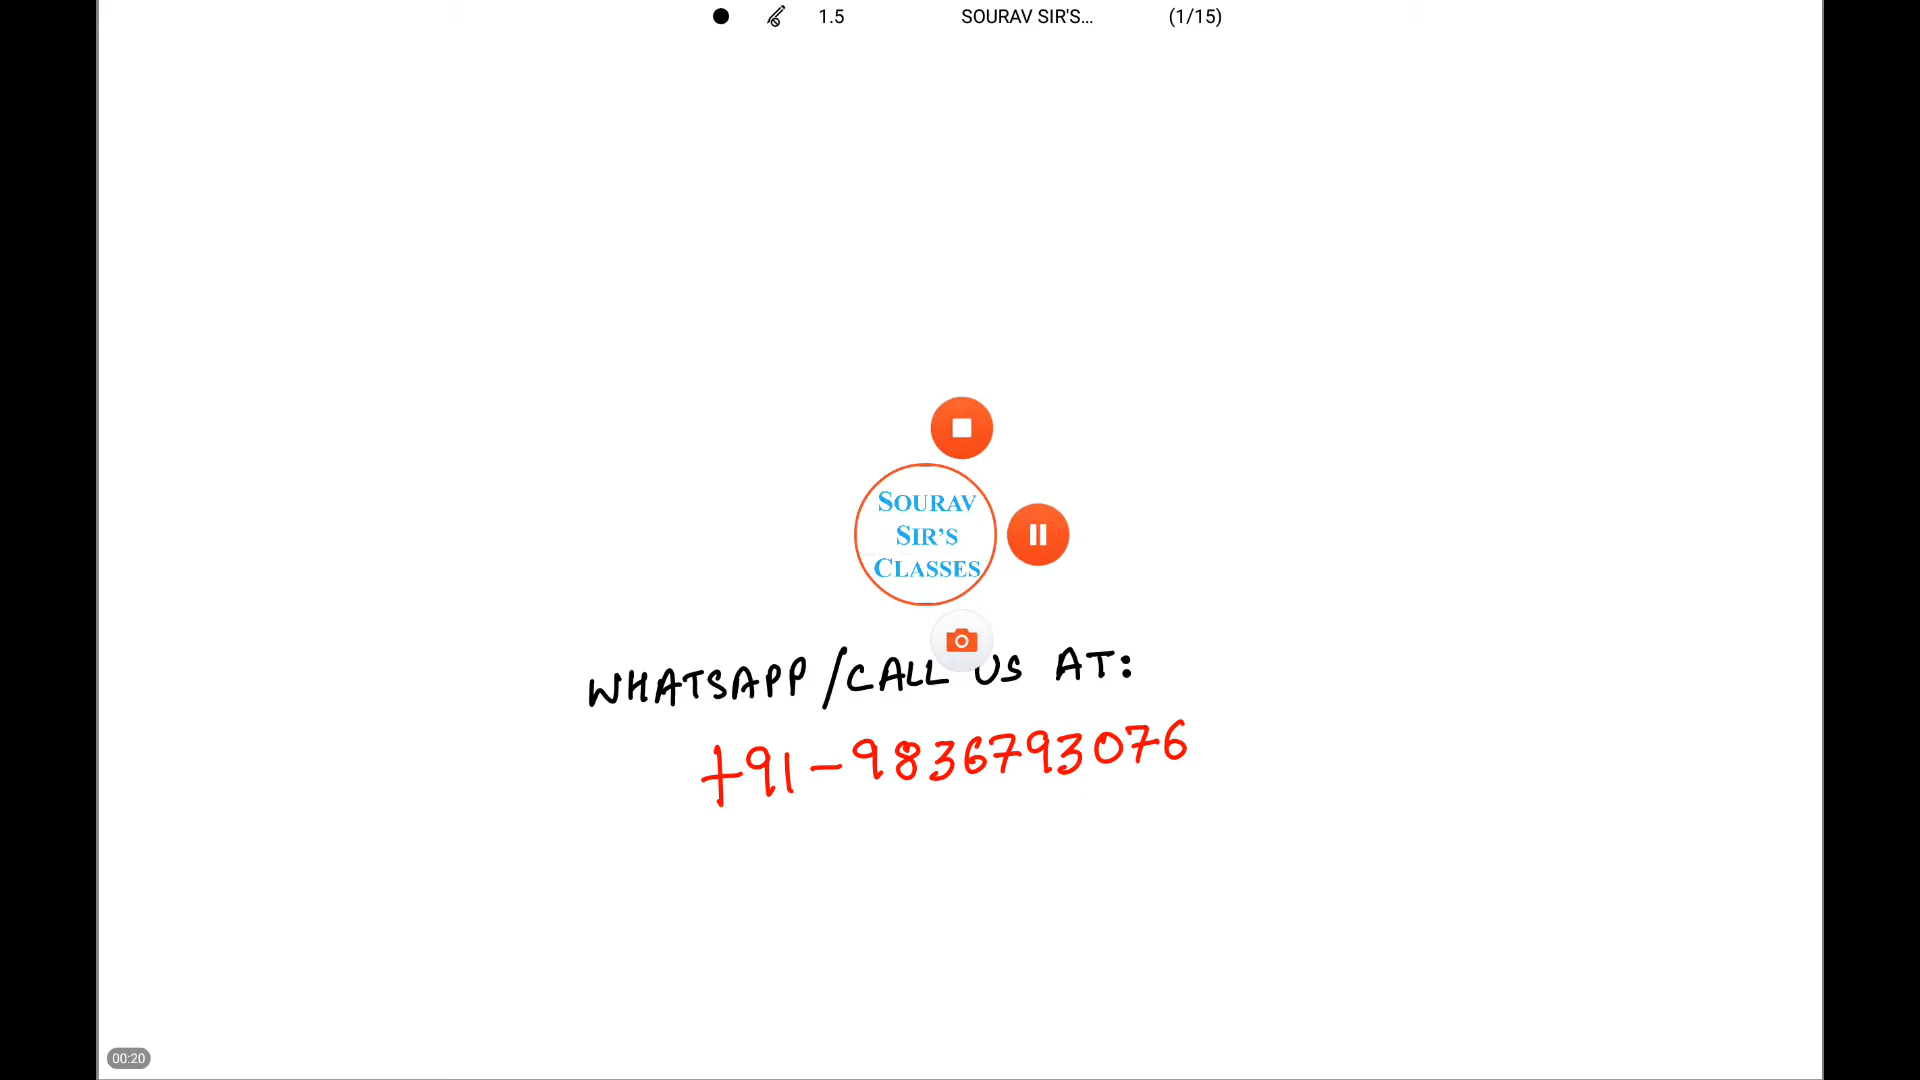 1.5 SOURAV SIR'S... (1/15)
SOURAV
SIR'S
CLASSES
WHATSAPP/CALL US AT:
+91-9836793076
00:20